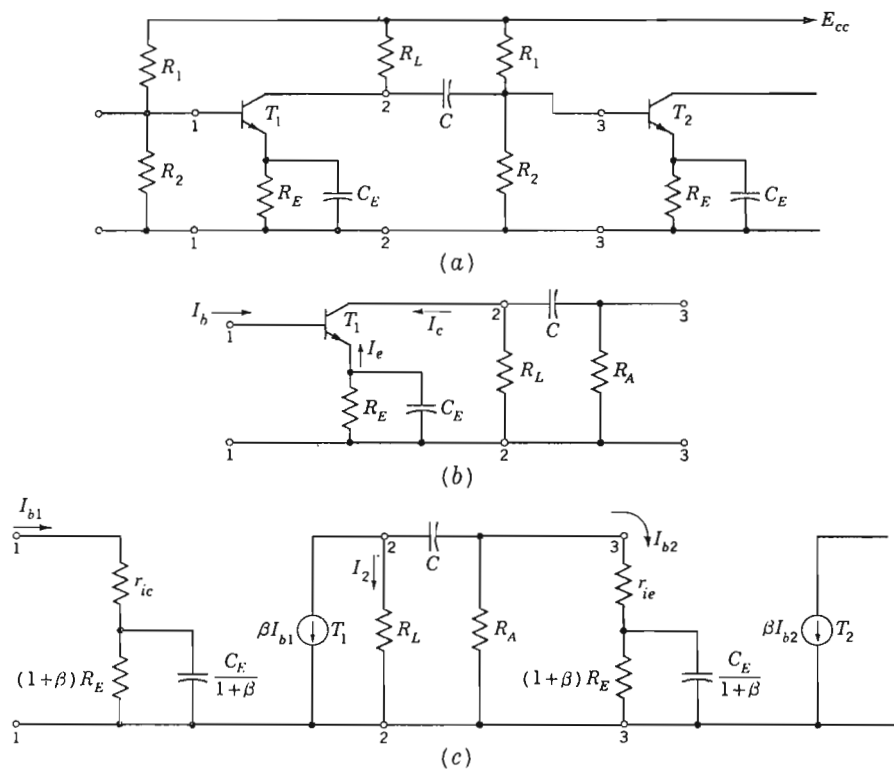 E_cc
R_1 R_L R_1
T_1 2 C T_2
1 3
R_2 R_E C_E R_2 R_E C_E
1 2 3
(a)
I_b T_1 I_c 2 C 3
1 I_e
R_E C_E R_L R_A
1 2 3
(b)
I_b1 I_b2
1 2 C 3
I_2
r_ic r_ie
βI_b1 T_1 R_L R_A βI_b2 T_2
(1+β)R_E C_E/1+β (1+β)R_E C_E/1+β
1 2 3
(c)